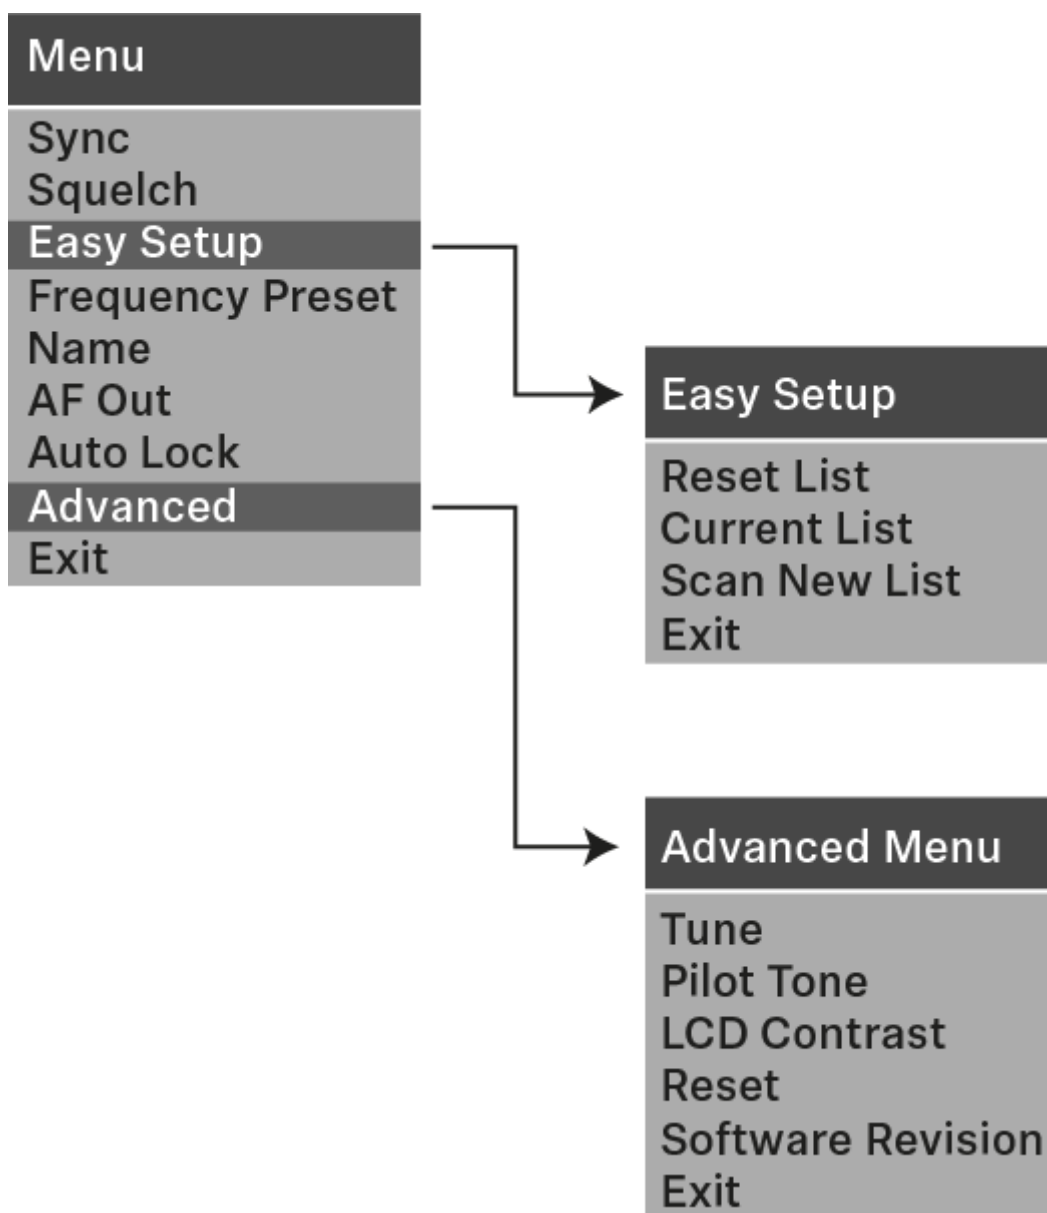 Menu
Sync
Squelch
Easy Setup
Frequency Preset
Name
AF Out
Auto Lock
Advanced
Exit
Easy Setup
Reset List
Current List
Scan New List
Exit
Advanced Menu
Tune
Pilot Tone
LCD Contrast
Reset
Software Revision
Exit